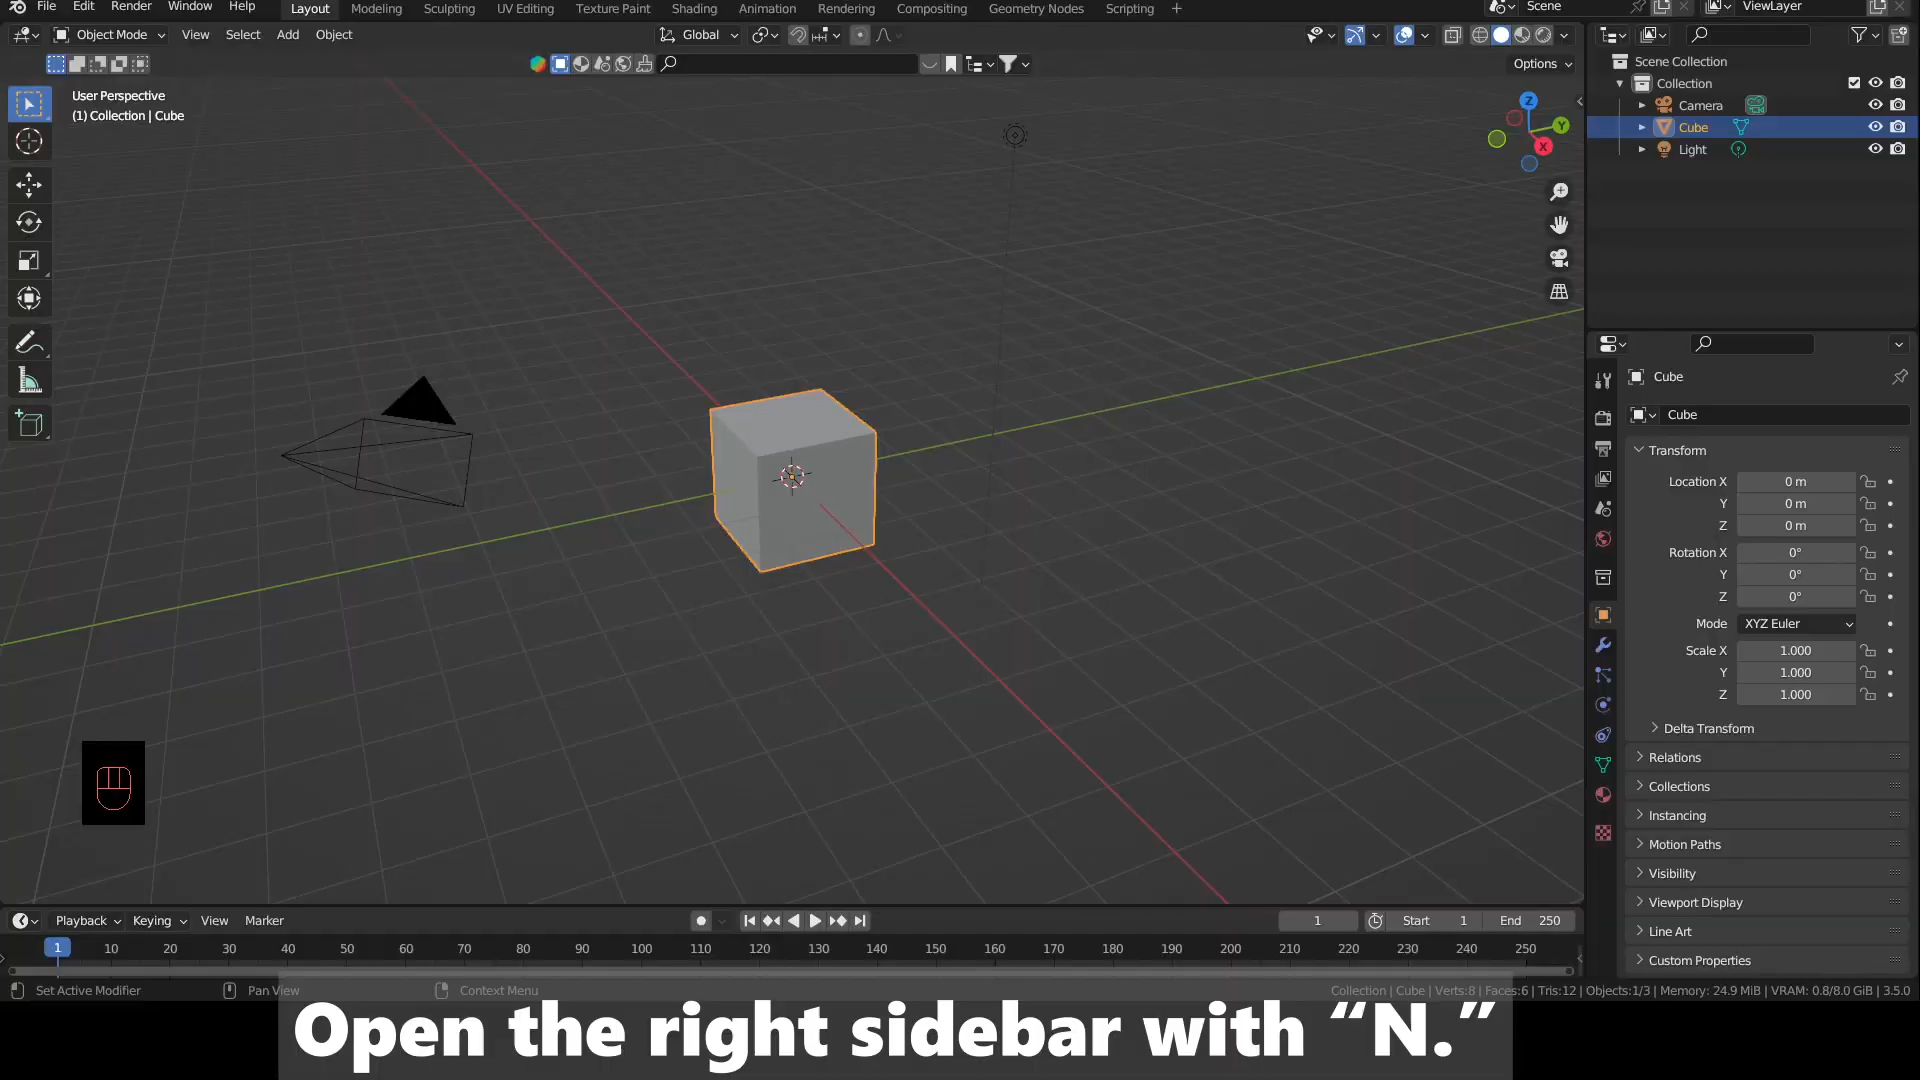 File Edit Render Window Help Layout Modeling Sculpting UV Editing Texture Paint Shading Animation Rendering Compositing Geometry Nodes Scripting + Scene ViewLayer
Object Mode View Select Add Object Global
Options
User Perspective
(1) Collection | Cube
Z
Y
X
Scene Collection
Collection
Camera
Cube
Light
Cube
Cube
Transform
Location X 0 m
Y 0 m
Z 0 m
Rotation X 0°
Y 0°
Z 0°
Mode XYZ Euler
Scale X 1.000
Y 1.000
Z 1.000
Delta Transform
Relations
Collections
Instancing
Motion Paths
Visibility
Viewport Display
Line Art
Custom Properties
Playback Keying View Marker 1 Start 1 End 250
1 10 20 30 40 50 60 70 80 90 100 110 120 130 140 150 160 170 180 190 200 210 220 230 240 250
Set Active Modifier Pan View Context Menu Collection | Cube | Verts:8 | Faces:6 | Tris:12 | Objects:1/3 | Memory: 24.9 MiB | VRAM: 0.8/8.0 GiB | 3.5.0
Open the right sidebar with “N.”